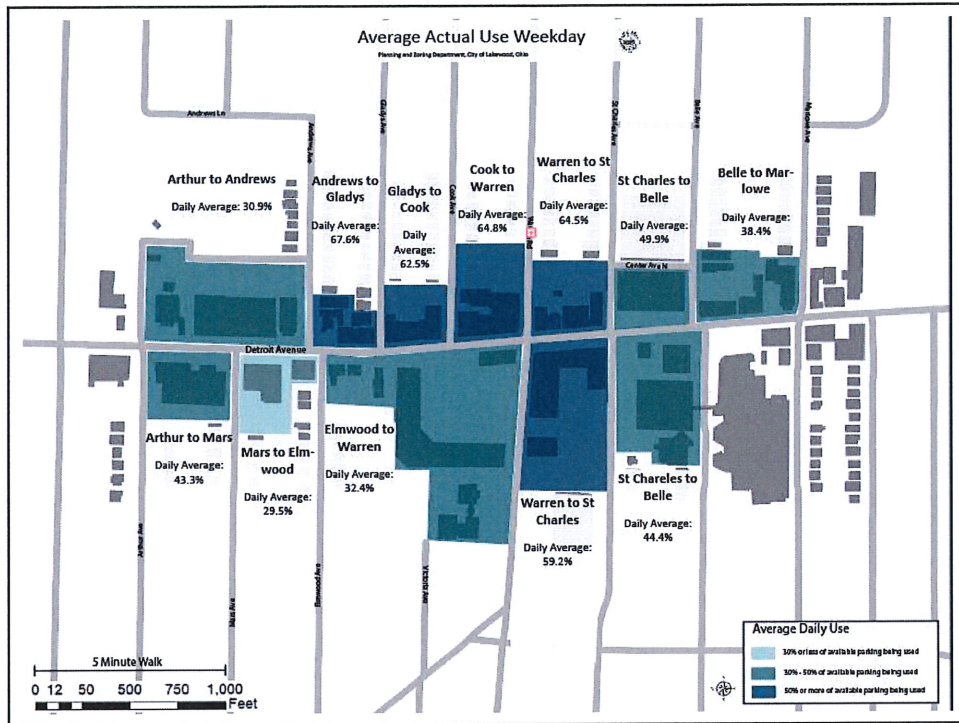 Average Actual Use Weekday
Planning and Zoning Department, City of Lakewood, Ohio
Andrews Ln
Andrews Ave
Gladys Ave
Cook Ave
St Charles Ave
Belle Ave
Arthur to Andrews
Daily Average: 30.9%
Andrews to
Gladys
Daily Average:
67.6%
Gladys to
Cook
Daily
Average:
62.5%
Cook to
Warren
Daily Average:
64.8%
Warren to St
Charles
Daily Average:
64.5%
St Charles to
Belle
Daily Average:
49.9%
Belle to Mar-
lowe
Daily Average:
38.4%
Center Ave N
Detroit Avenue
Arthur to Mars
Daily Average:
43.3%
Mars to Elm-
wood
Daily Average:
29.5%
Elmwood to
Warren
Daily Average:
32.4%
Warren to St
Charles
Daily Average:
59.2%
St Chareles to
Belle
Daily Average:
44.4%
Arthur Ave
Mars Ave
Elmwood Ave
Victoria Ave
5 Minute Walk
0 12 50 500 750 1,000
Feet
Average Daily Use
30% or less of available parking being used
30% - 50% of available parking being used
50% or more of available parking being used